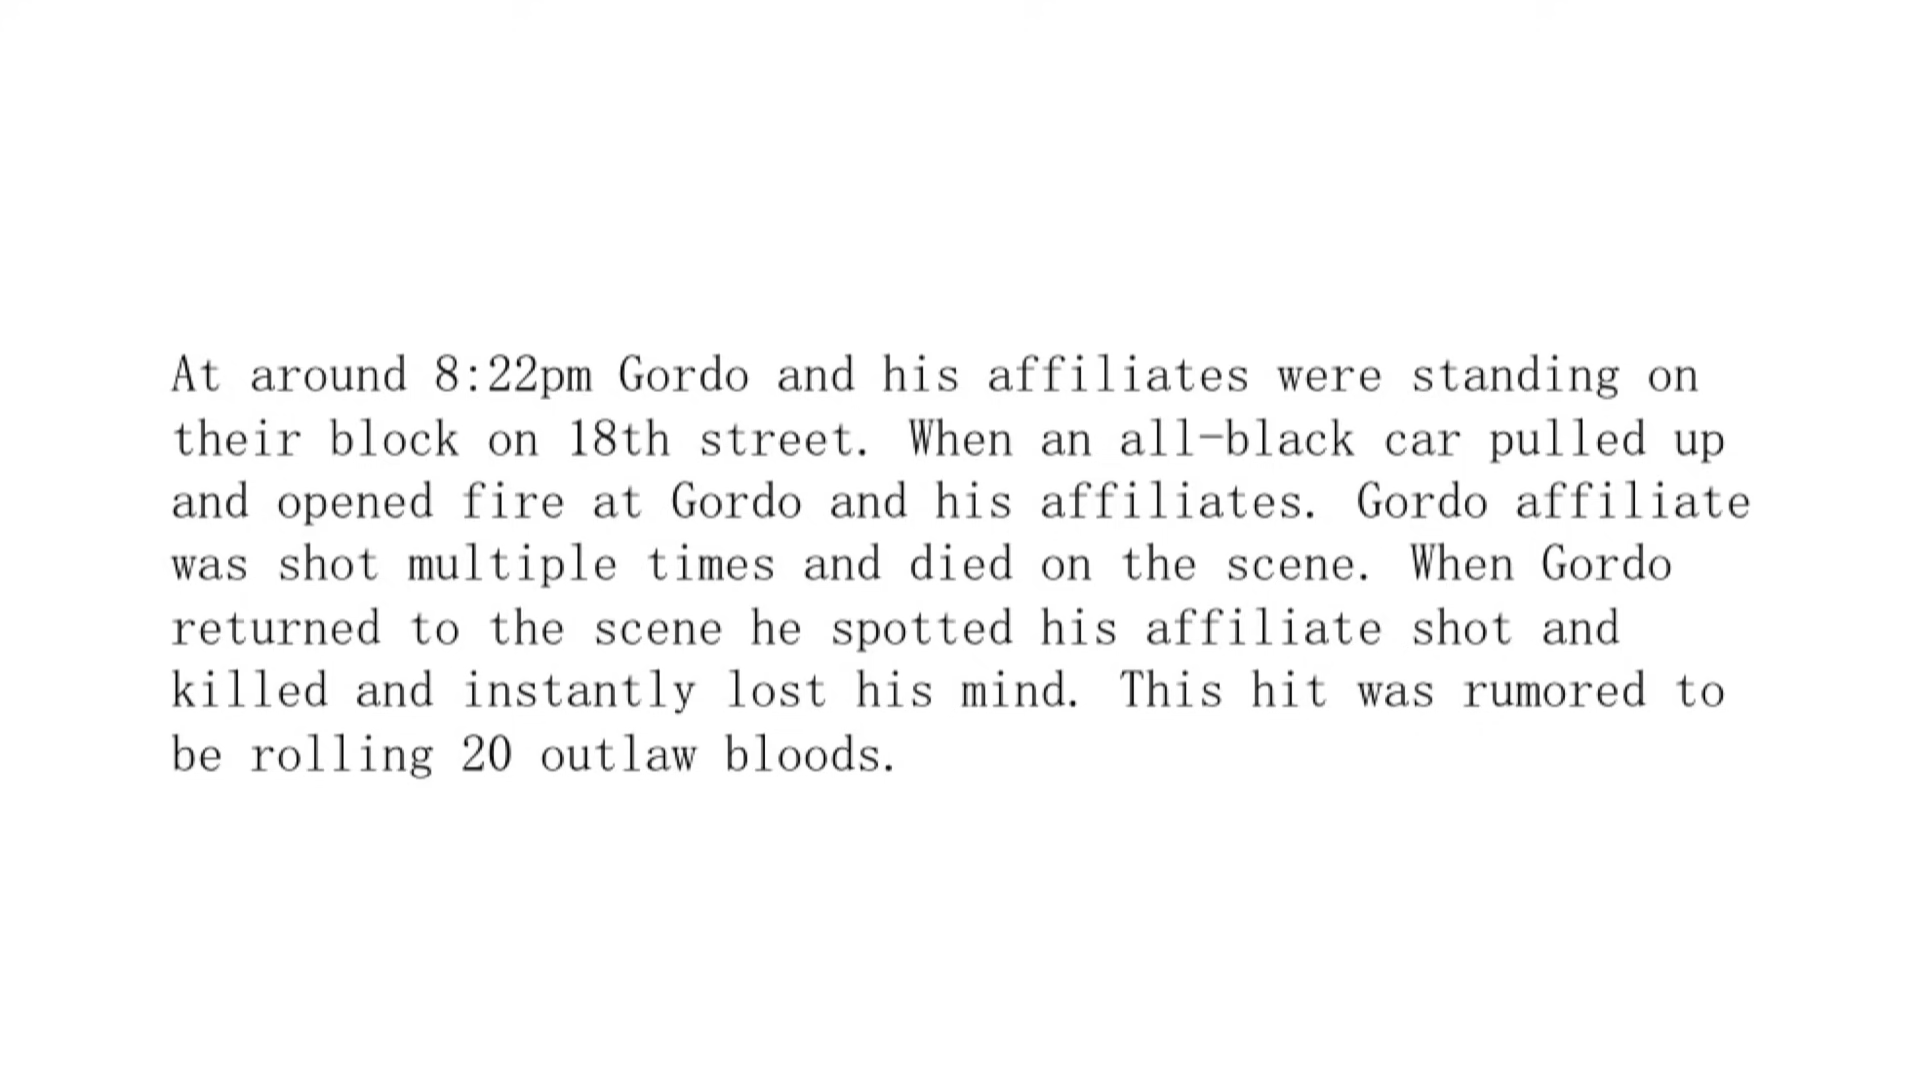 At around 8:22pm Gordo and his affiliates were standing on
their block on 18th street. When an all-black car pulled up
and opened fire at Gordo and his affiliates. Gordo affiliate
was shot multiple times and died on the scene. When Gordo
returned to the scene he spotted his affiliate shot and
killed and instantly lost his mind. This hit was rumored to
be rolling 20 outlaw bloods.